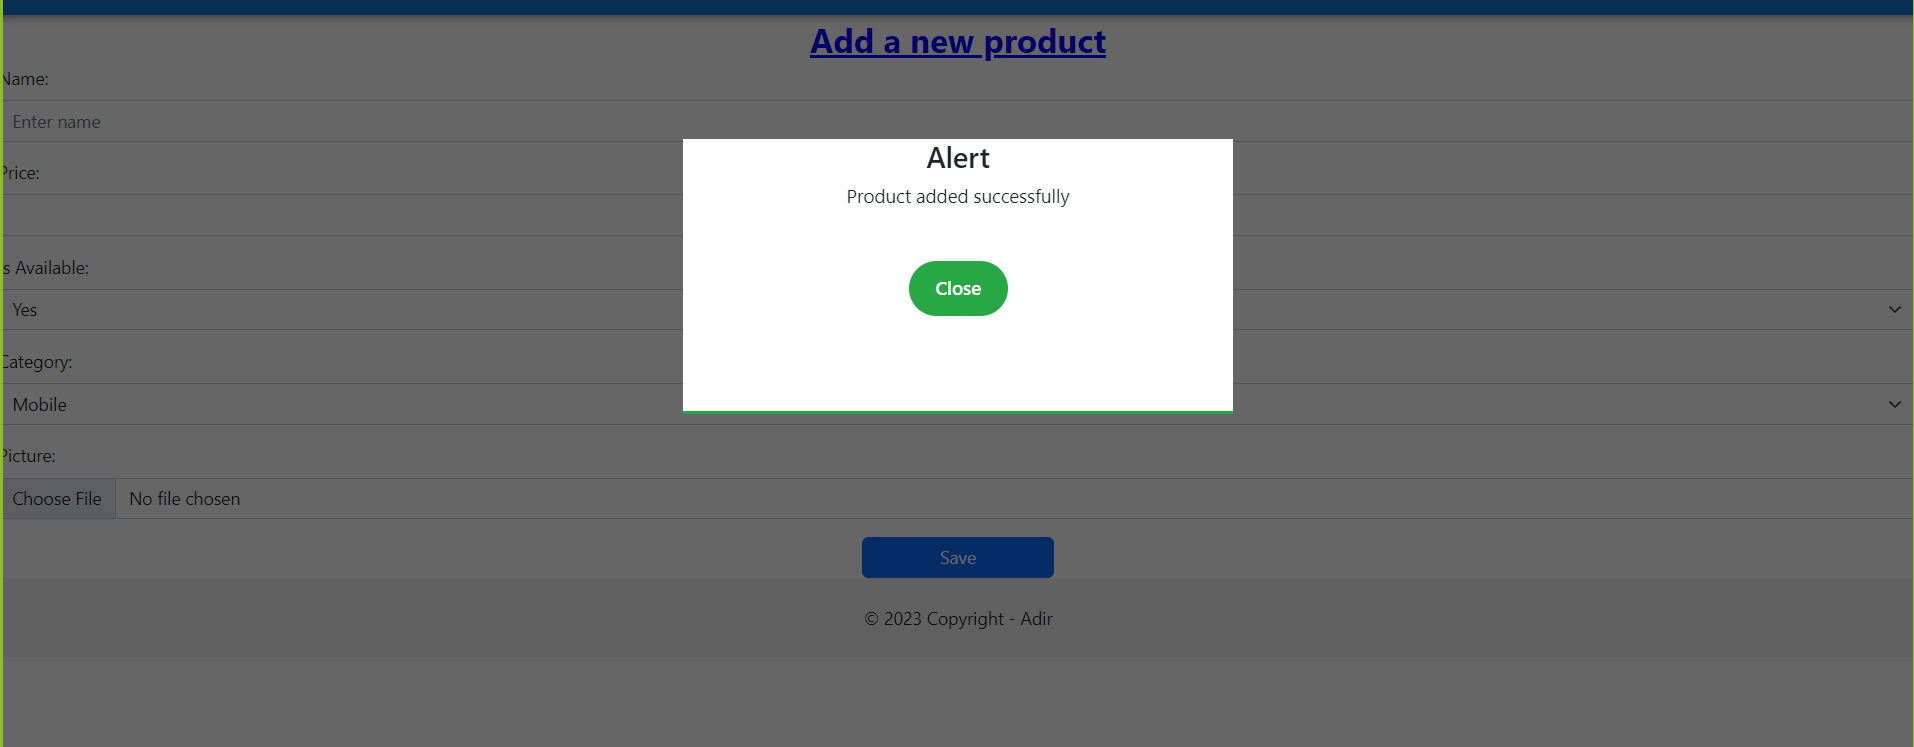 Add a new product
Name:
Enter name
Alert
Price:
Product added successfully
Is Available:
Close
Yes
Category:
Mobile
Picture:
Choose File No file chosen
Save
© 2023 Copyright - Adir